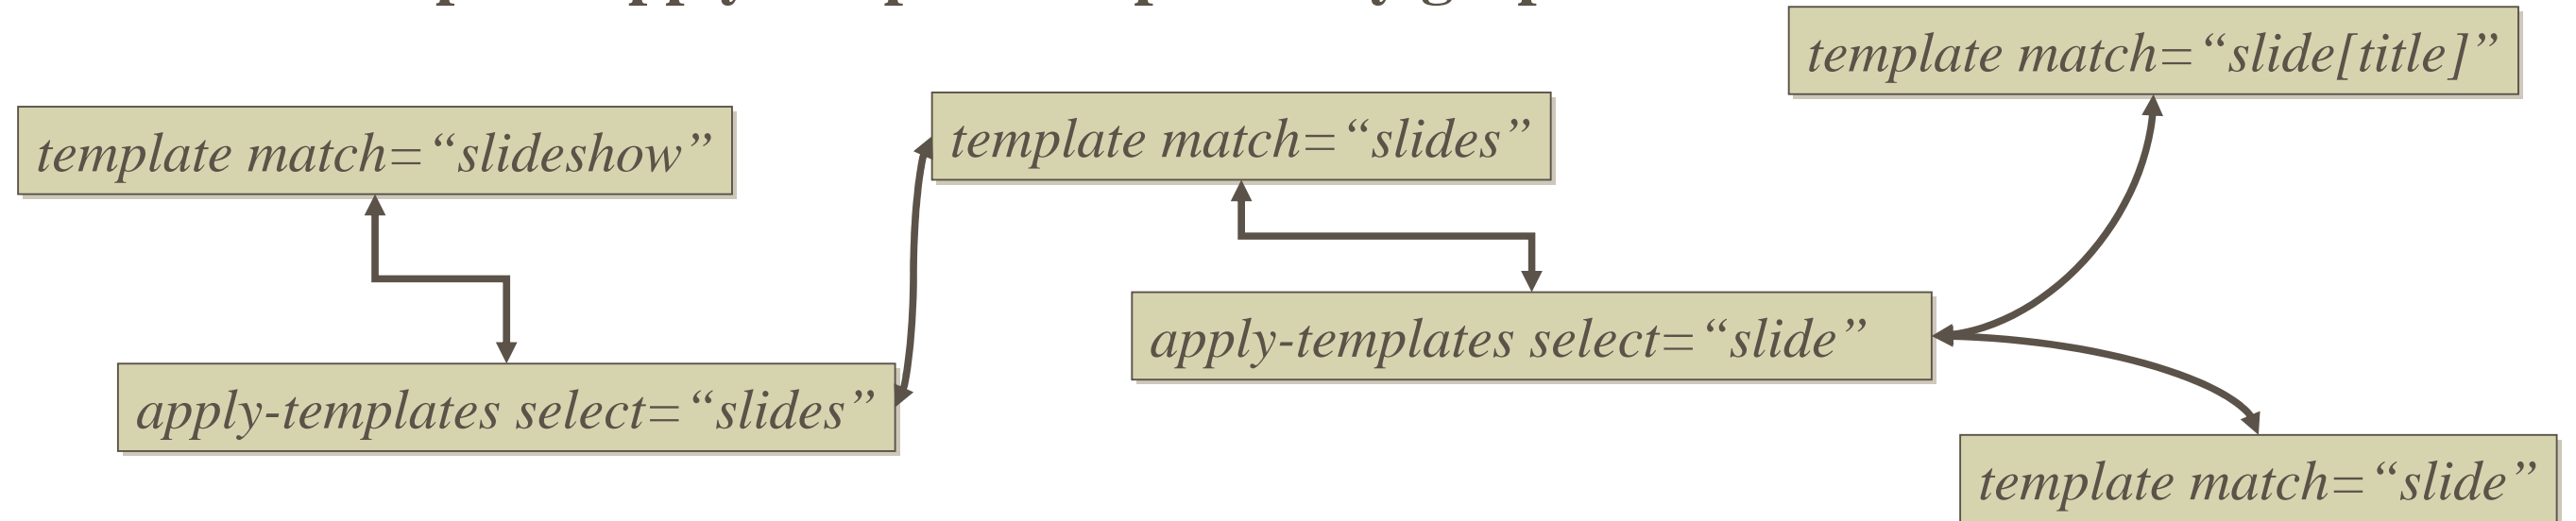 template match=“slideshow”
apply-templates select=“slides”
template match=“slides”
apply-templates select=“slide”
template match=“slide[title]”
template match=“slide”